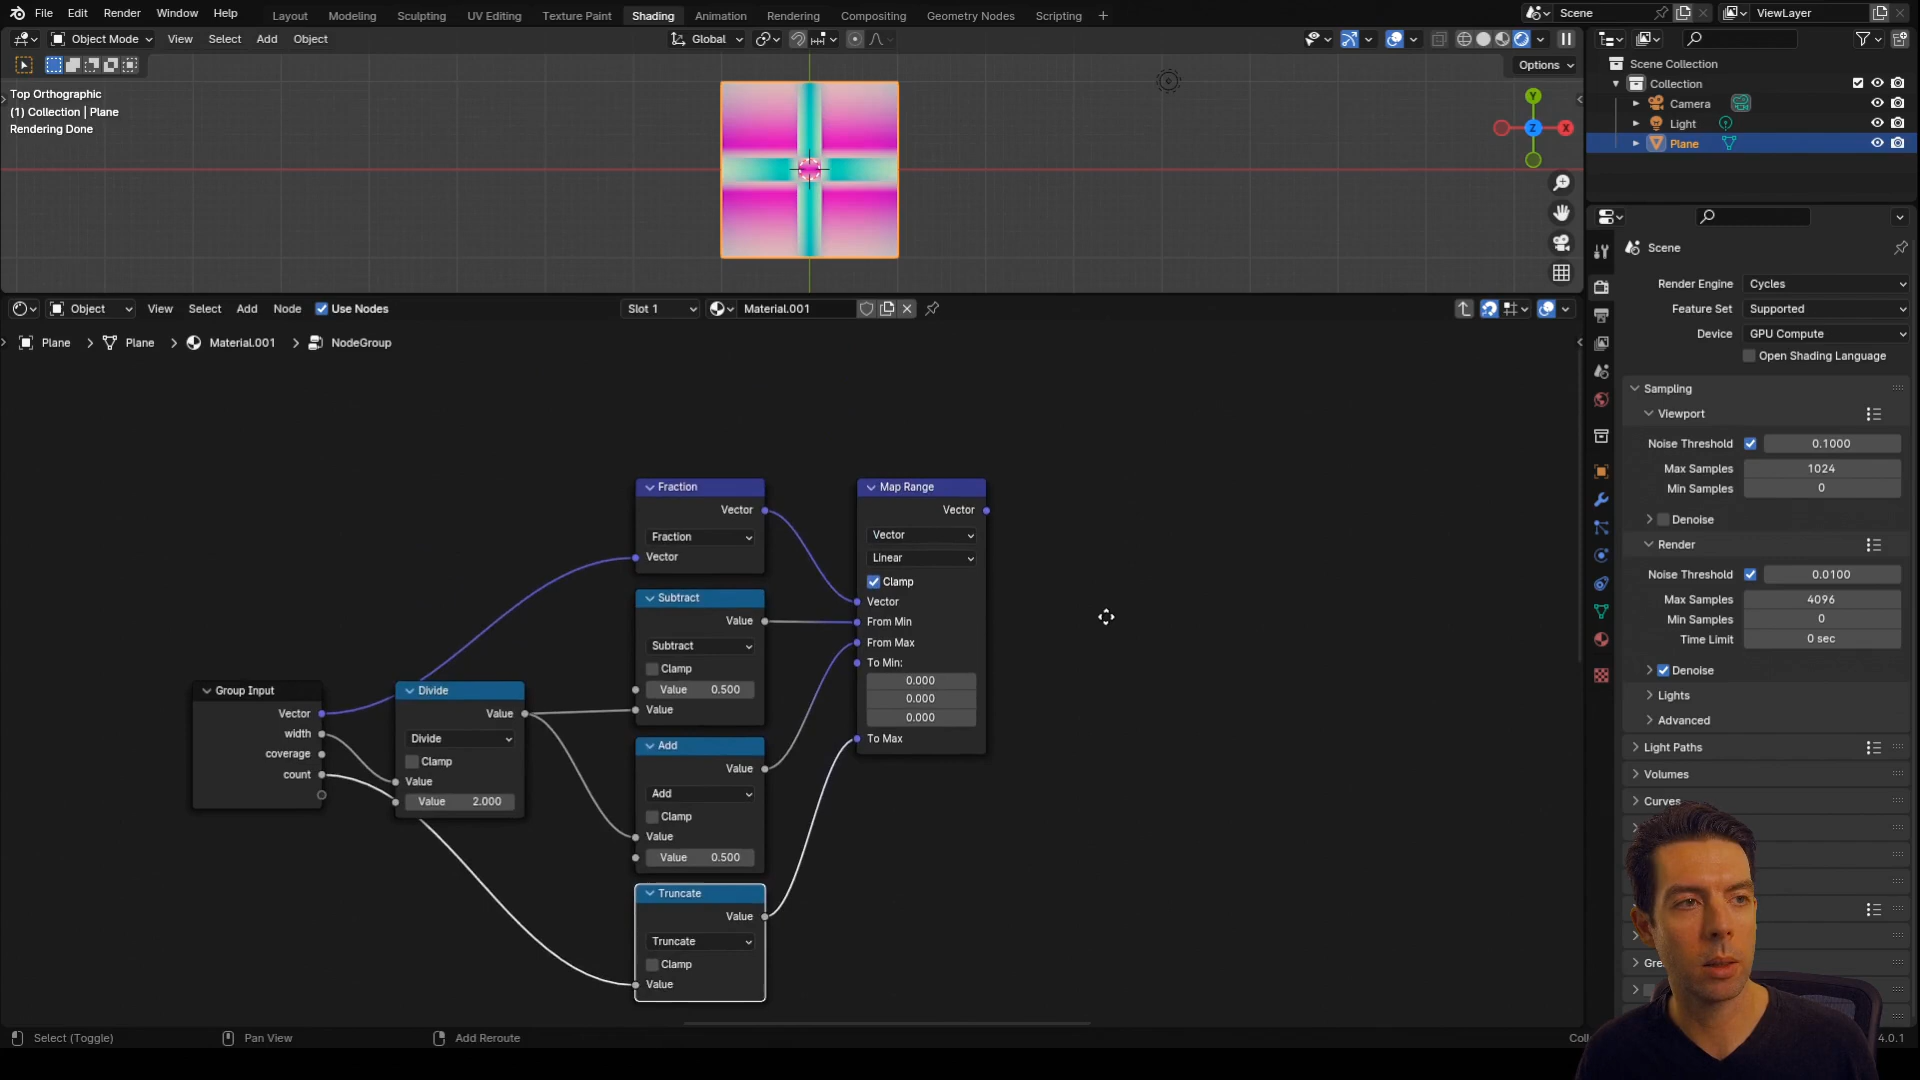 File Edit Render Window Help Layout Modeling Sculpting UV Editing Texture Paint Shading Animation Rendering Compositing Geometry Nodes Scripting + Scene ViewLayer
Object Mode View Select Add Object Global
Options
Top Orthographic
(1) Collection | Plane
Rendering Done
Y
Z
X
Scene Collection
Collection
Camera
Light
Plane
Object View Select Add Node Use Nodes Slot 1 Material.001
Plane > Plane > Material.001 > NodeGroup
Group Input
Vector
width
coverage
count
Divide
Value
Divide
Clamp
Value
Value 2.000
Fraction
Vector
Fraction
Vector
Subtract
Value
Subtract
Clamp
Value 0.500
Value
Add
Value
Add
Clamp
Value
Value 0.500
Truncate
Value
Truncate
Clamp
Value
Map Range
Vector
Vector
Linear
Clamp
Vector
From Min
From Max
To Min:
0.000
0.000
0.000
To Max
Scene
Render Engine Cycles
Feature Set Supported
Device GPU Compute
Open Shading Language
Sampling
Viewport
Noise Threshold 0.1000
Max Samples 1024
Min Samples 0
Denoise
Render
Noise Threshold 0.0100
Max Samples 4096
Min Samples 0
Time Limit 0 sec
Denoise
Lights
Advanced
Light Paths
Volumes
Curves
Select (Toggle) Pan View Add Reroute 4.0.1